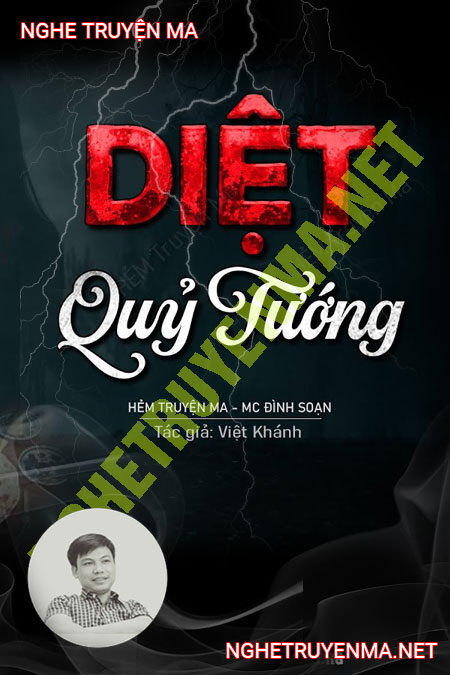 NGHE TRUYỆN MA
DIỆT
Quỷ Tướng
HẺM TRUYỆN MA - MC ĐÌNH SOẠN
Tác giả: Việt Khánh
NGHETRUYENMA.NET
NGHETRUYENMA.NET